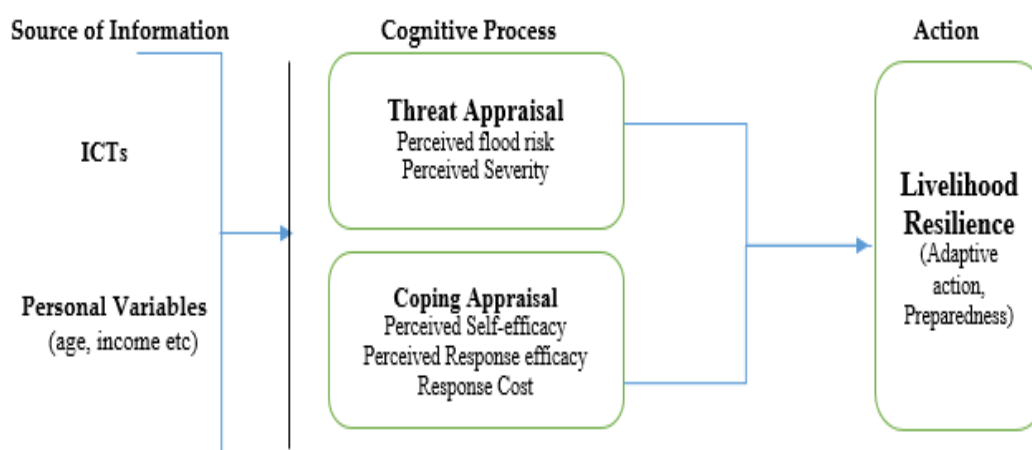 Source of Information
Cognitive Process
Action
ICTs
Personal Variables
(age, income etc)
Threat Appraisal
Perceived flood risk
Perceived Severity
Coping Appraisal
Perceived Self-efficacy
Perceived Response efficacy
Response Cost
Livelihood
Resilience
(Adaptive
action,
Preparedness)